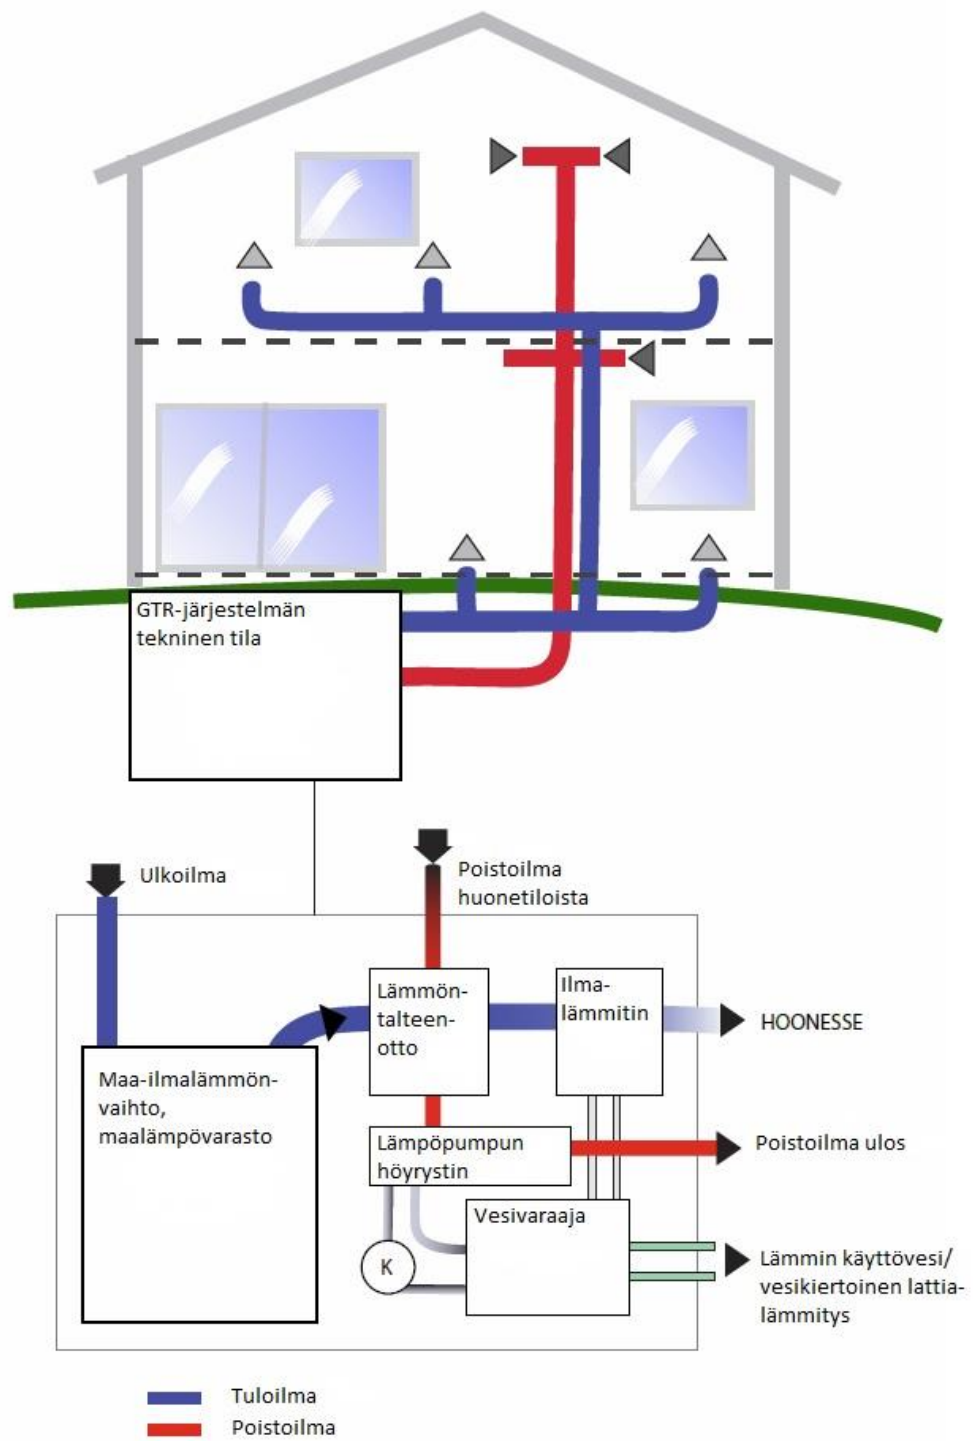 GTR-järjestelmän
tekninen tila
Ulkoilma
Poistoilma
huonetiloista
Lämmön-
talteen-
otto
Ilma-
lämmitin
HOONESSE
Maa-ilmalämmön-
vaihto,
maalämpövarasto
Lämpöpumpun
höyrystin
Poistoilma ulos
Vesivaraaja
K
Lämmin käyttövesi/
vesikiertoinen lattia-
lämmitys
Tuloilma
Poistoilma